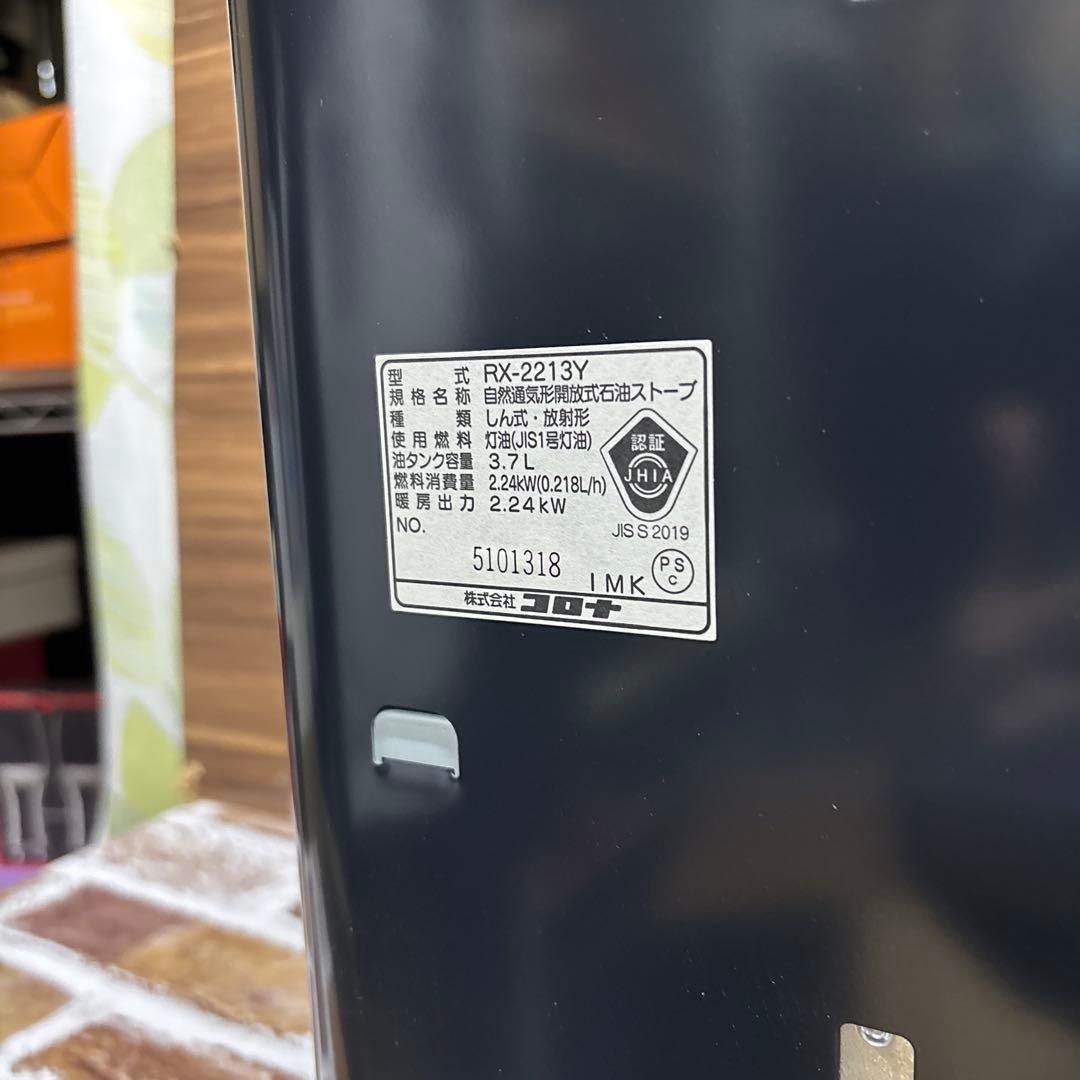 型式 RX-2213Y
規格名称 自然通気形開放式石油ストーブ
種類 しん式・放射形
使用燃料 灯油(JIS1号灯油)
油タンク容量 3.7L
燃料消費量 2.24kW(0.218L/h)
暖房出力 2.24kW
認証
JHIA
JIS S 2019
NO.
5101318
1MK
PS
C
株式会社 コロナ